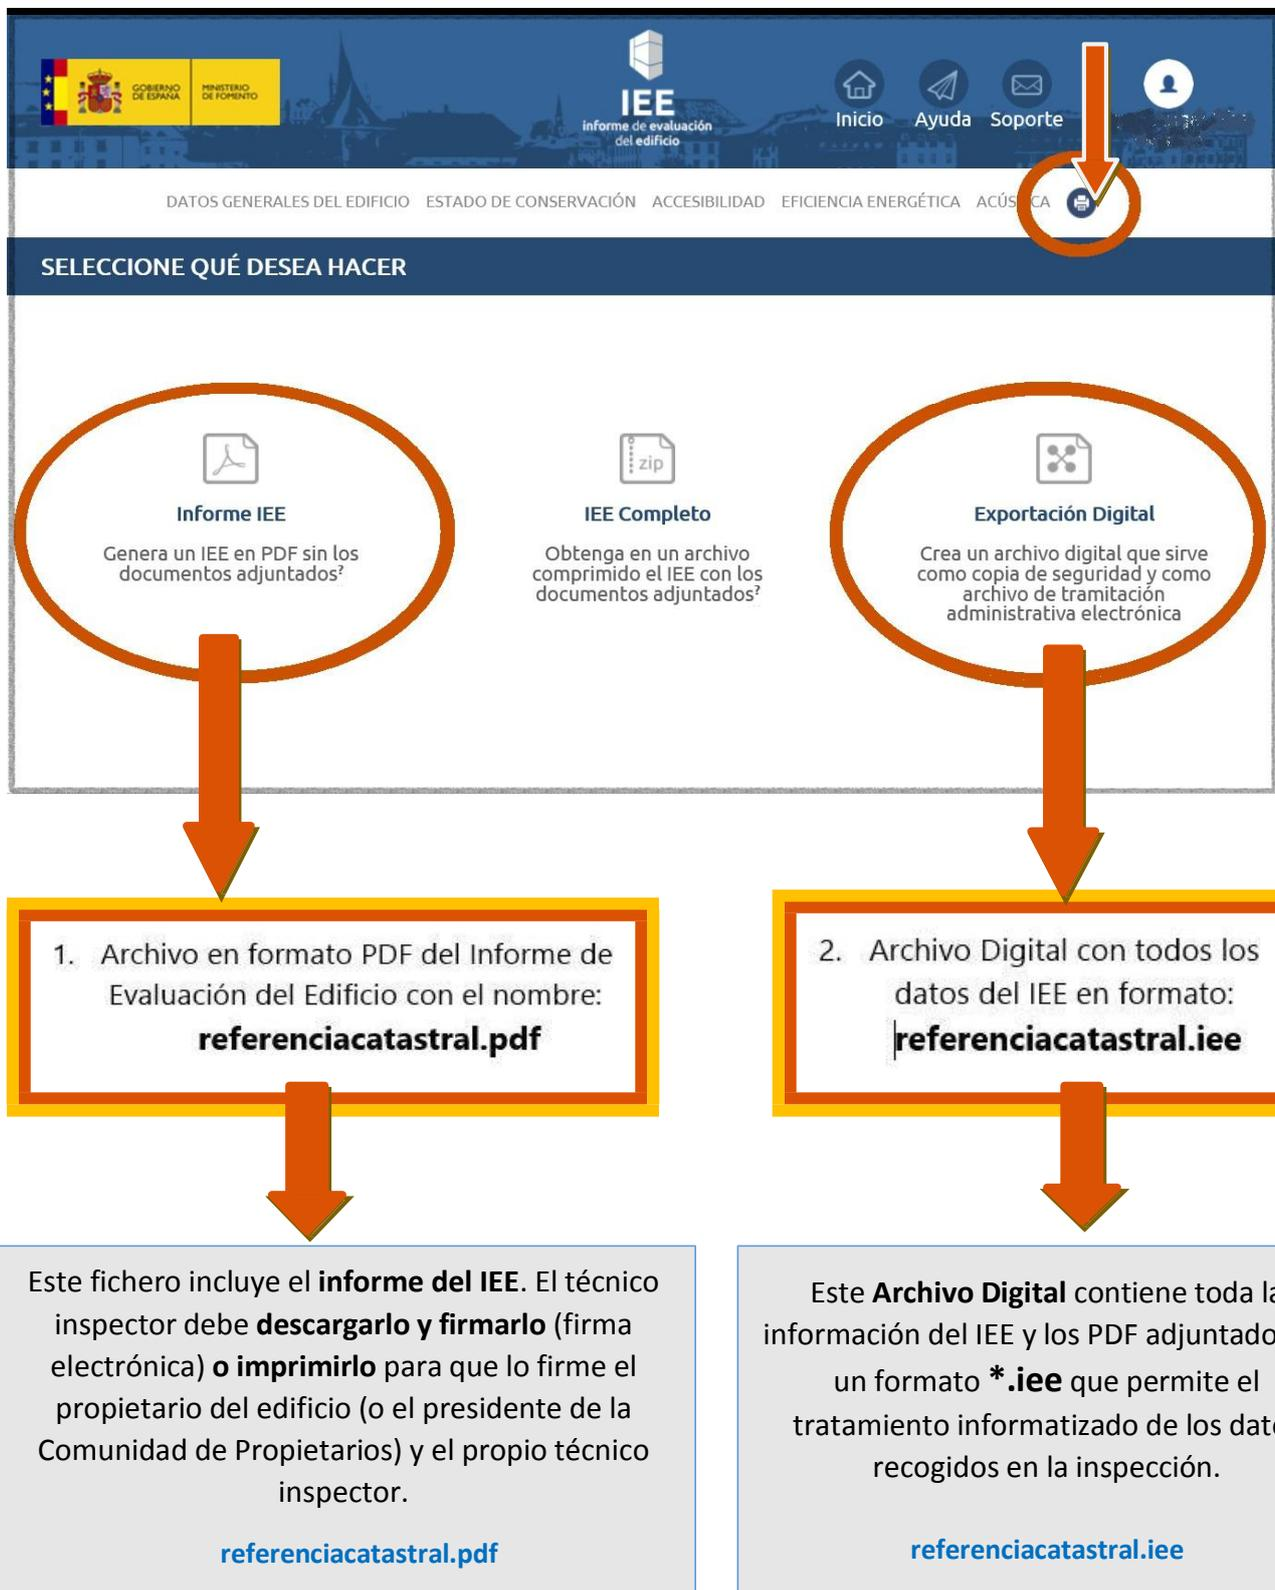 GOBIERNO
DE ESPAÑA
MINISTERIO
DE FOMENTO
IEE
informe de evaluación
del edificio
Inicio
Ayuda
Soporte
DATOS GENERALES DEL EDIFICIO
ESTADO DE CONSERVACIÓN
ACCESIBILIDAD
EFICIENCIA ENERGÉTICA
SELECCIONE QUÉ DESEA HACER
Informe IEE
Genera un IEE en PDF sin los
documentos adjuntados?
zip
IEE Completo
Obtenga en un archivo
comprimido el IEE con los
documentos adjuntados?
Exportación Digital
Crea un archivo digital que sirve
como copia de seguridad y como
archivo de tramitación
administrativa electrónica
1. Archivo en formato PDF del Informe de
Evaluación del Edificio con el nombre:
referenciacatastral.pdf
2. Archivo Digital con todos los
datos del IEE en formato:
referenciacatastral.iee
Este fichero incluye el informe del IEE. El técnico
inspector debe descargarlo y firmarlo (firma
electrónica) o imprimirlo para que lo firme el
propietario del edificio (o el presidente de la
Comunidad de Propietarios) y el propio técnico
inspector.
referenciacatastral.pdf
Este Archivo Digital contiene toda la
información del IEE y los PDF adjuntado
un formato *.iee que permite el
tratamiento informatizado de los dat
recogidos en la inspección.
referenciacatastral.iee